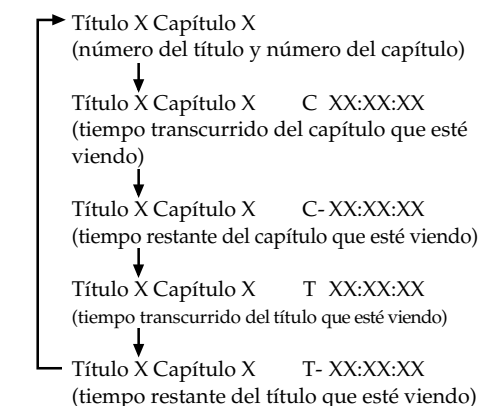 Título X Capítulo X
(número del título y número del capítulo)
Título X Capítulo X C XX:XX:XX
(tiempo transcurrido del capítulo que esté
viendo)
Título X Capítulo X C- XX:XX:XX
(tiempo restante del capítulo que esté viendo)
Título X Capítulo X T XX:XX:XX
(tiempo transcurrido del título que esté viendo)
Título X Capítulo X T- XX:XX:XX
(tiempo restante del título que esté viendo)